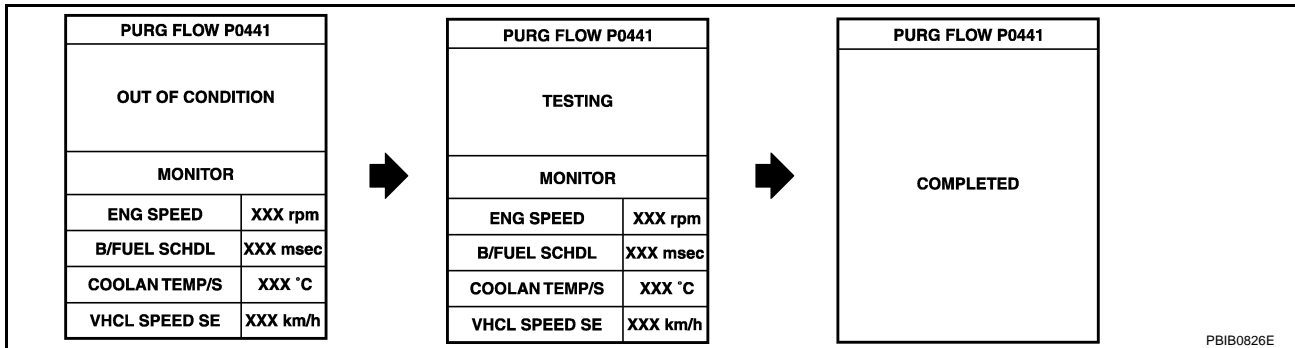 PURG FLOW P0441
OUT OF CONDITION
MONITOR
ENG SPEED XXX rpm
B/FUEL SCHDL XXX msec
COOLAN TEMP/S XXX °C
VHCL SPEED SE XXX km/h
PURG FLOW P0441
TESTING
MONITOR
ENG SPEED XXX rpm
B/FUEL SCHDL XXX msec
COOLAN TEMP/S XXX °C
VHCL SPEED SE XXX km/h
PURG FLOW P0441
COMPLETED
PBIB0826E